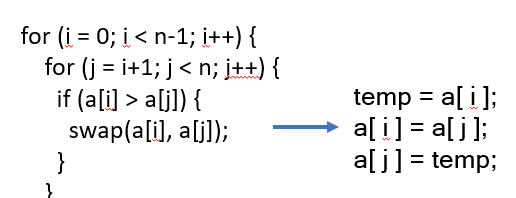 for (i = 0; i < n-1; i++) {
for (j = i+1; j < n; j++) {
if (a[i] > a[j]) {
swap(a[i], a[j]);
}
}
temp = a[ i ];
a[ i ] = a[ j ];
a[ j ] = temp;